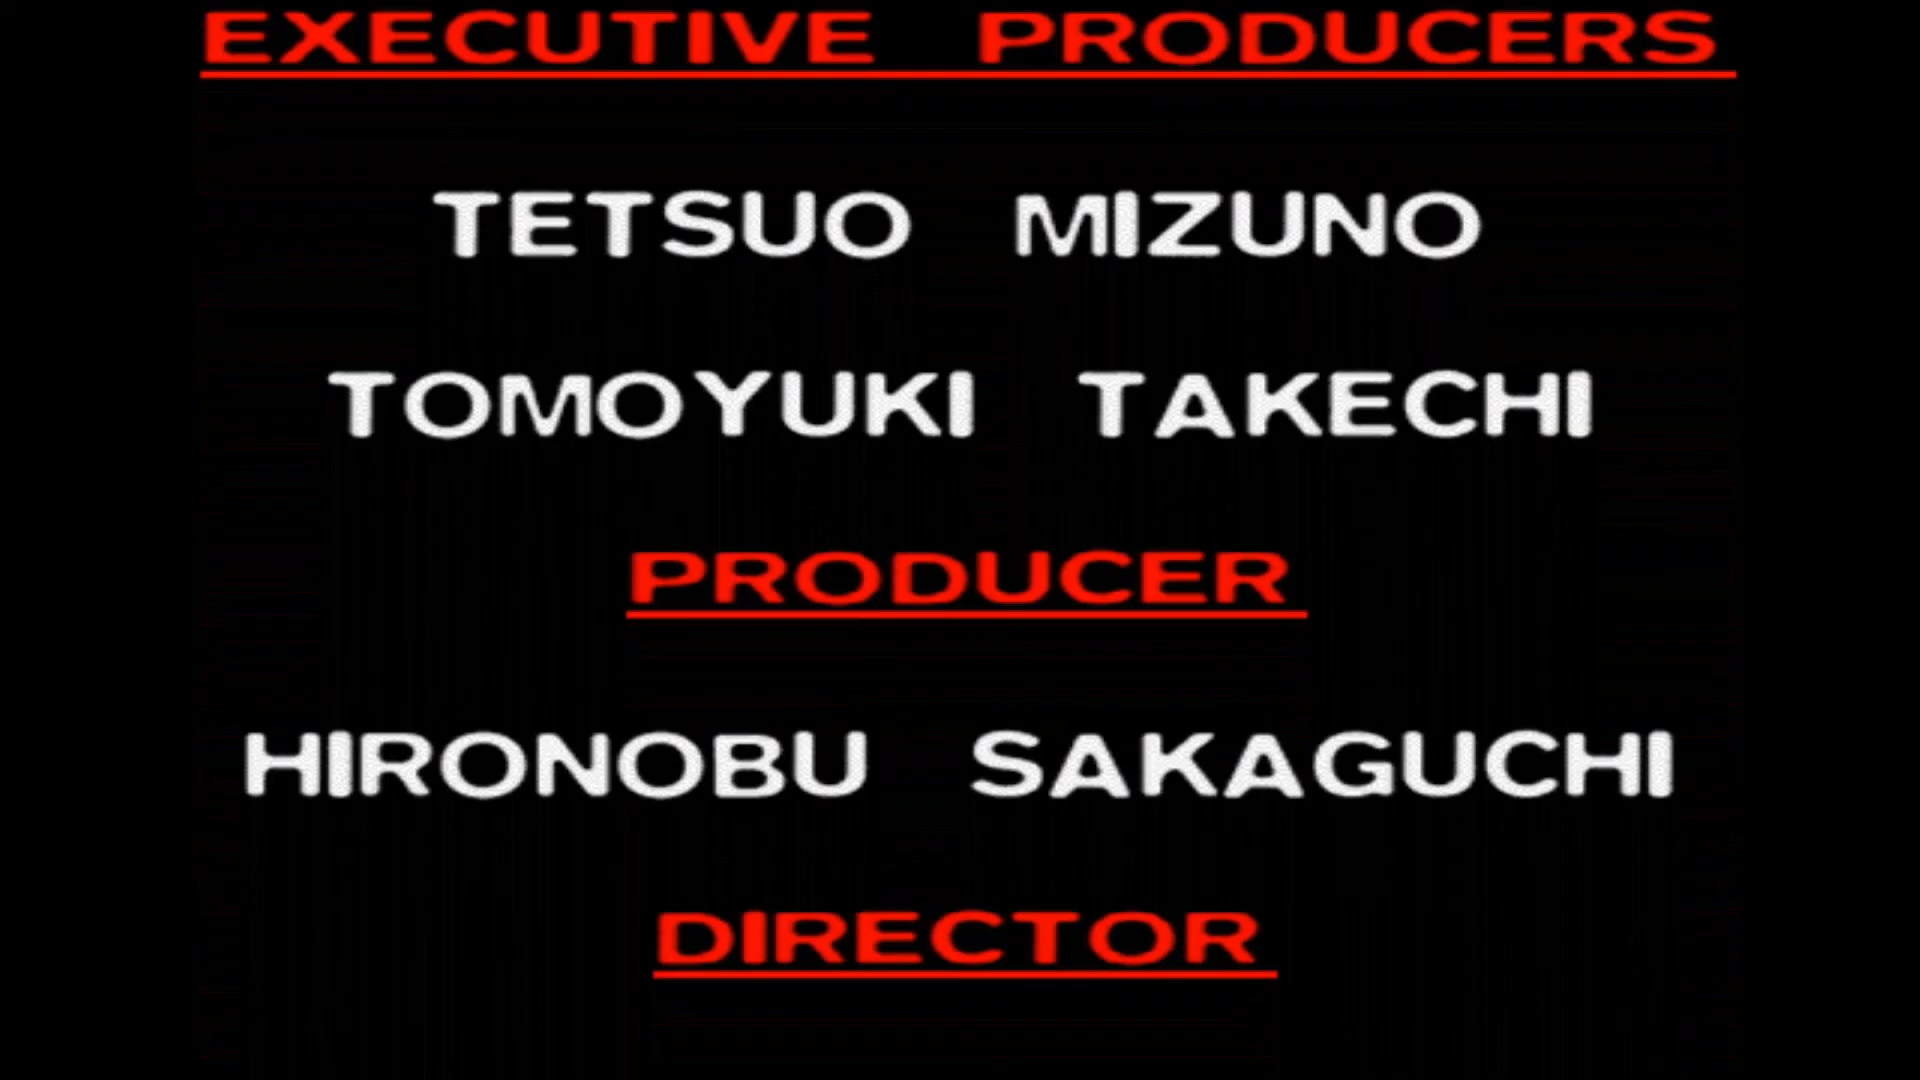 EXECUTIVE PRODUCERS
TETSUO MIZUNO
TOMOYUKI TAKECHI
PRODUCER
HIRONOBU SAKAGUCHI
DIRECTOR